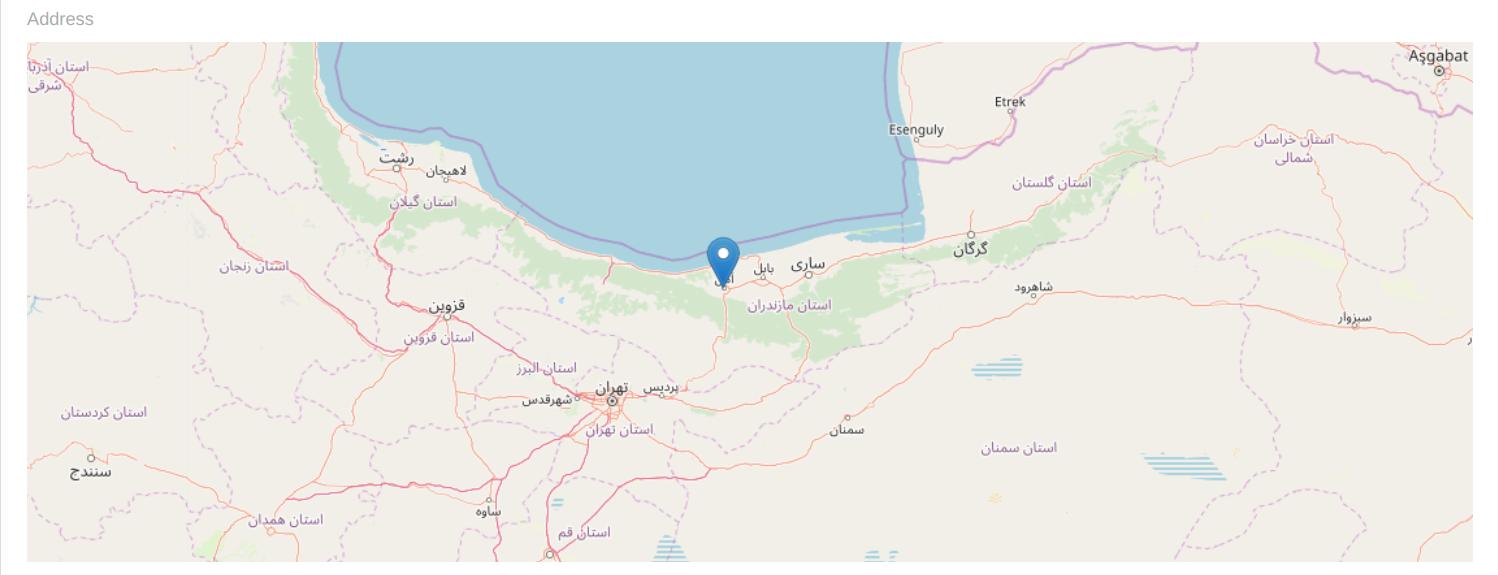 Address
Aşgabat
استان آذربا
شرقی
Etrek
Esenguly
استان خراسان
شمالی
رشت
لاهیجان
استان گلستان
استان گیلان
گرگان
استان زنجان
بابل
ساری
شاهرود
قزوین
استان مازندران
سبزوار
استان قزوین
استان البرز
تهران
پردیس
شهرقدس
استان کردستان
استان تهران
سمنان
استان سمنان
سنندج
ساوه
استان همدان
استان قم